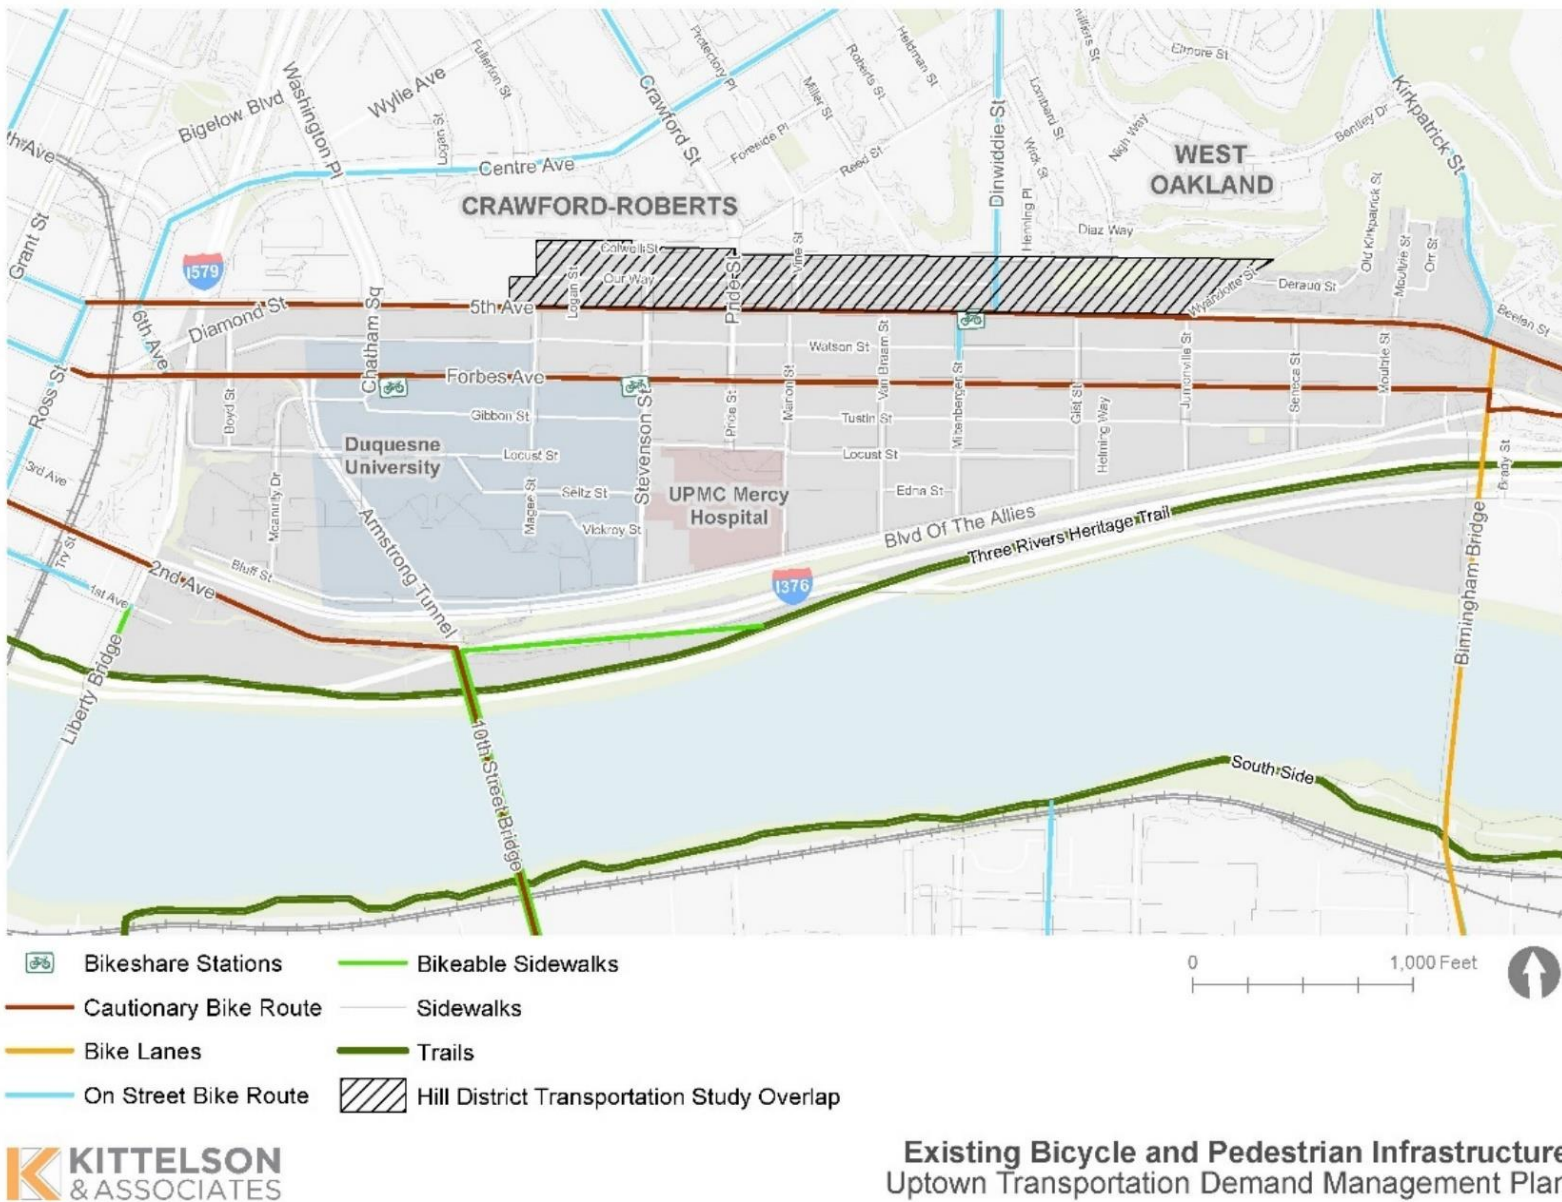 Elmore St
Heldman St
Protectory Pl
Roberts St
Fullerton St
Washington Pl
Wylie Ave
Bigelow Blvd
Logan St
Crawford St
Miller St
Lombard St
Kirkpatrick St
Bentley Dr
Nigh Way
Foreside Pl
Reed St
Wick St
Dinwiddie St
Centre Ave
WEST
OAKLAND
CRAWFORD-ROBERTS
Henning Pl
Diaz Way
Old Kirkpatrick St
Moultrie St
Orr St
Grant St
I579
Colwell St
Our Way
Vine St
Logan St
Pride St
Wyandotte St
Deraud St
Chatham Sq
5th Ave
6th Ave
Diamond St
Beelen St
Watson St
Forbes Ave
Ross St
Boyd St
Gibbon St
Magee St
Stevenson St
Pride St
Marion St
Van Braam St
Tustin St
Miltenberger St
Gist St
Jumonville St
Seneca St
Moultrie St
Duquesne
University
Locust St
Locust St
3rd Ave
Seitz St
UPMC Mercy
Hospital
Edna St
Brady St
Vickroy St
Armstrong Tunnel
Blvd Of The Allies
Three Rivers Heritage Trail
Try St
Bluff St
2nd Ave
1st Ave
I376
Birmingham Bridge
Liberty Bridge
10th Street Bridge
South Side
Bikeshare Stations
Bikeable Sidewalks
0 1,000 Feet
Cautionary Bike Route
Sidewalks
Bike Lanes
Trails
On Street Bike Route
Hill District Transportation Study Overlap
KITTELSON
& ASSOCIATES
Existing Bicycle and Pedestrian Infrastructure
Uptown Transportation Demand Management Plan